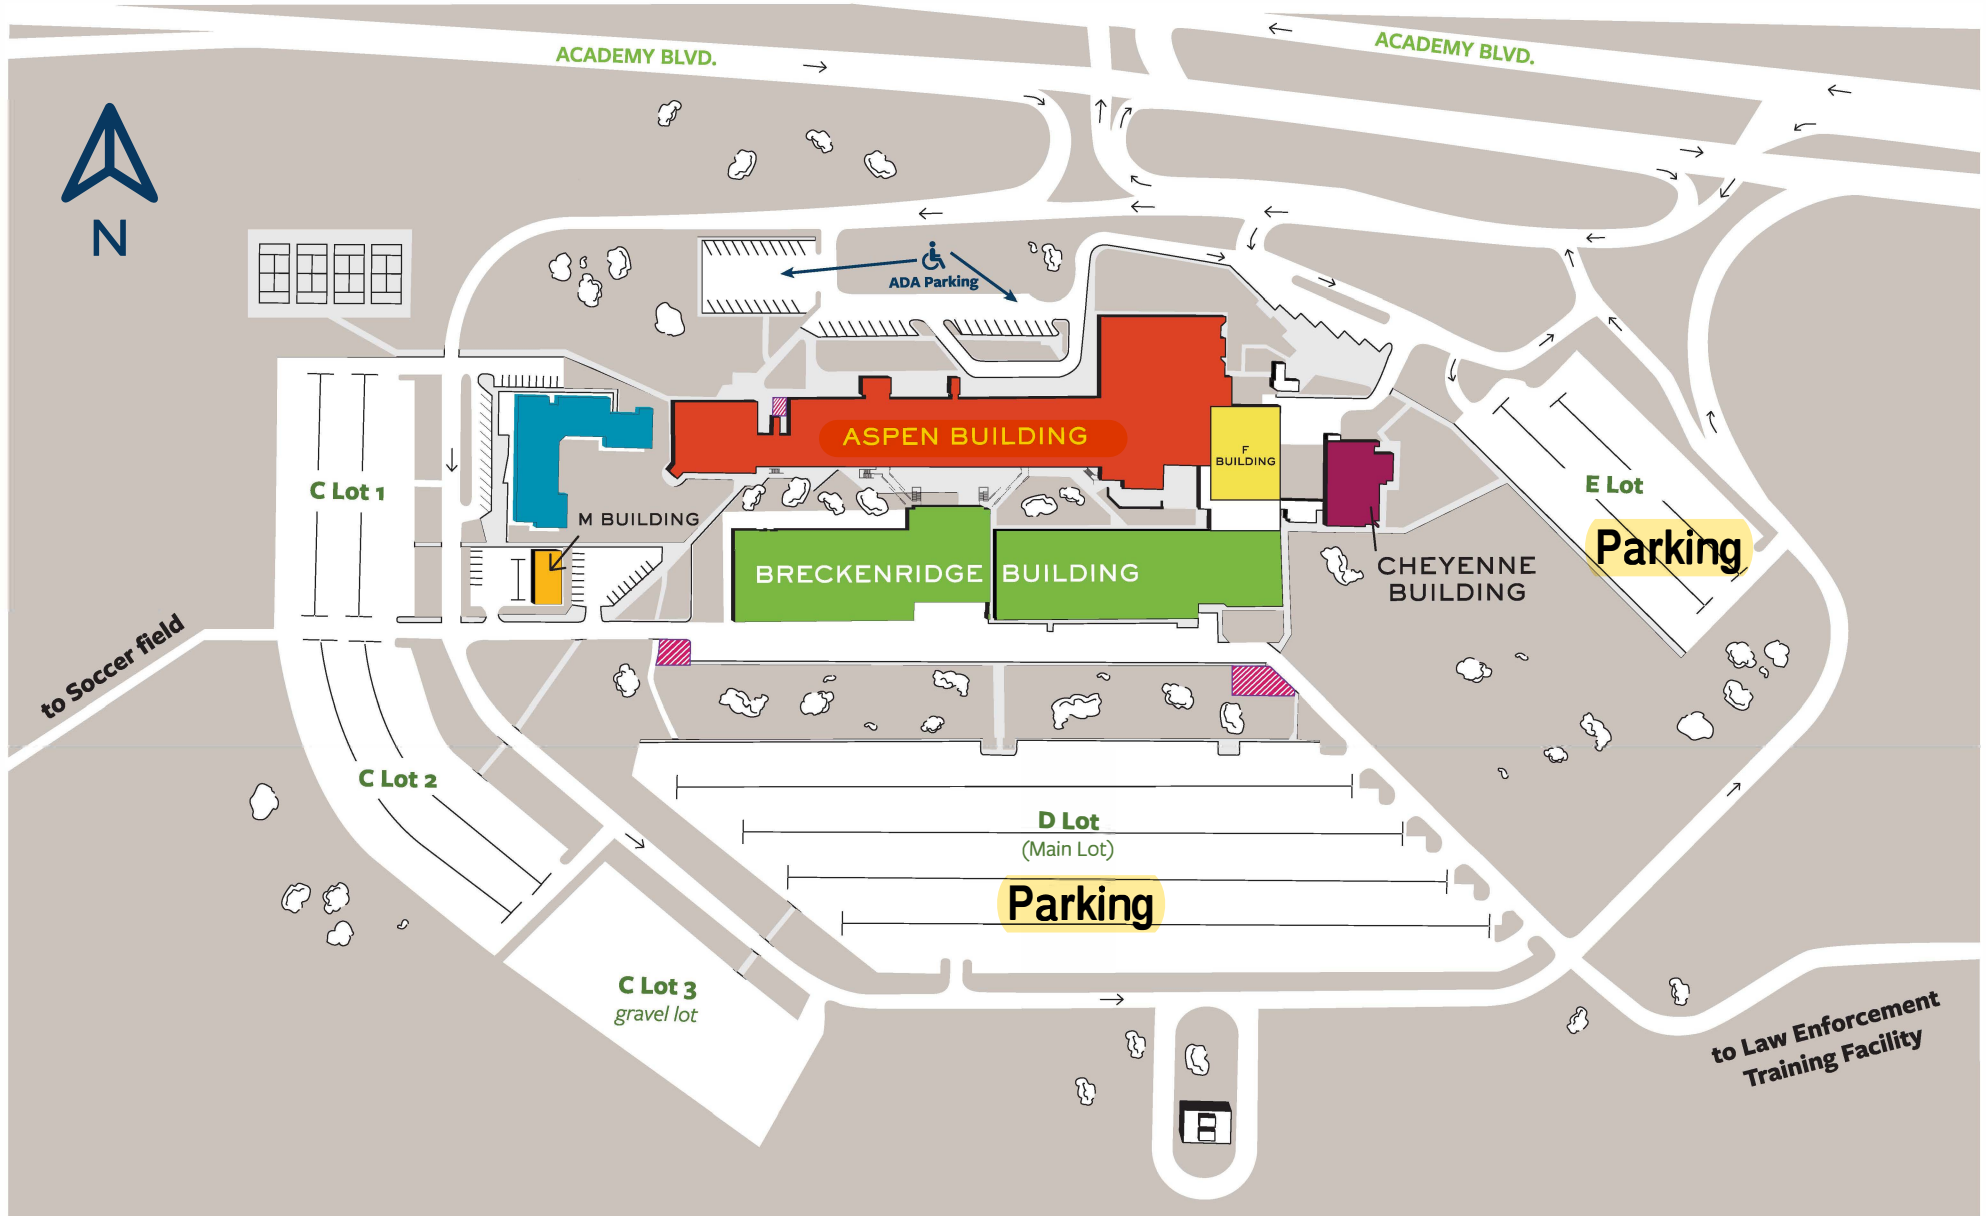 ACADEMY BLVD.
ACADEMY BLVD.
N
ADA Parking
ASPEN BUILDING
F
BUILDING
C Lot 1
E Lot
M BUILDING
Parking
BRECKENRIDGE BUILDING
CHEYENNE
BUILDING
to Soccer field
C Lot 2
D Lot
(Main Lot)
Parking
C Lot 3
gravel lot
to Law Enforcement
Training Facility